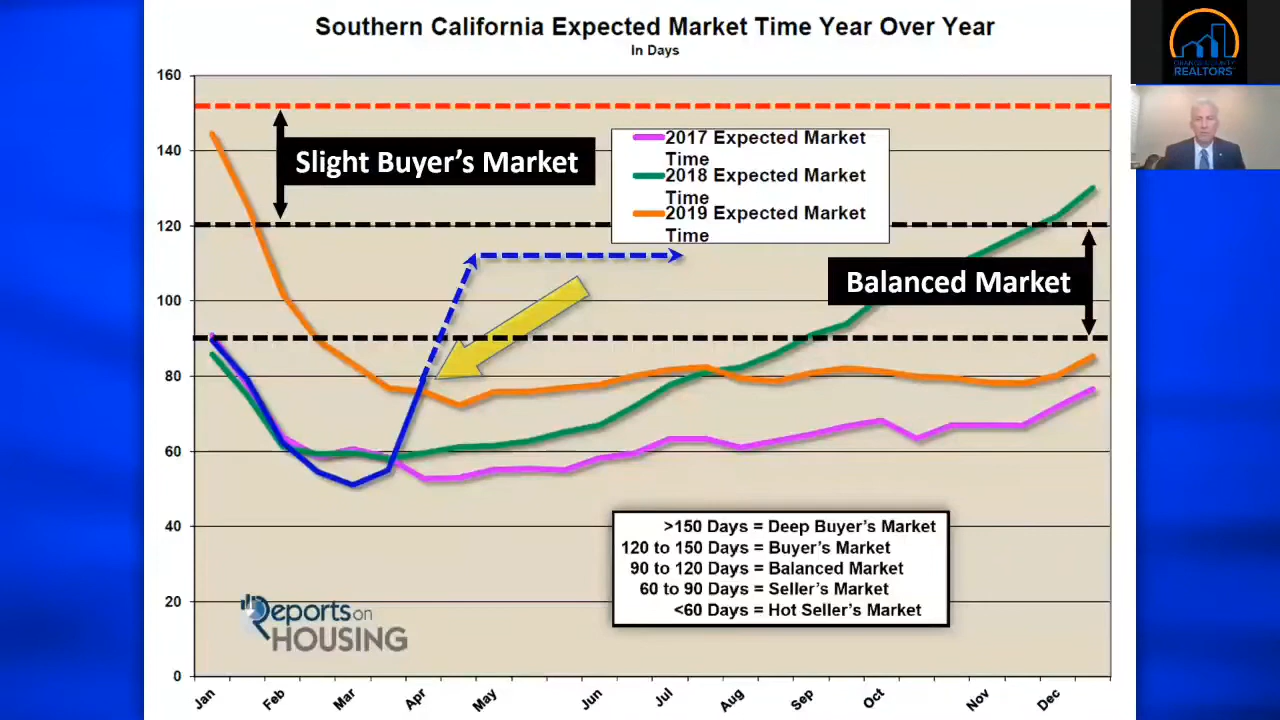 Southern California Expected Market Time Year Over Year
In Days
ORANGE COUNTY
REALTORS
160
140
120
100
80
60
40
20
0
Slight Buyer's Market
2017 Expected Market
Time
2018 Expected Market
Time
2019 Expected Market
Time
Balanced Market
>150 Days = Deep Buyer's Market
120 to 150 Days = Buyer's Market
90 to 120 Days = Balanced Market
60 to 90 Days = Seller's Market
<60 Days = Hot Seller's Market
Reports on
HOUSING
Jan
Feb
Mar
Apr
May
Jun
Jul
Aug
Sep
Oct
Nov
Dec